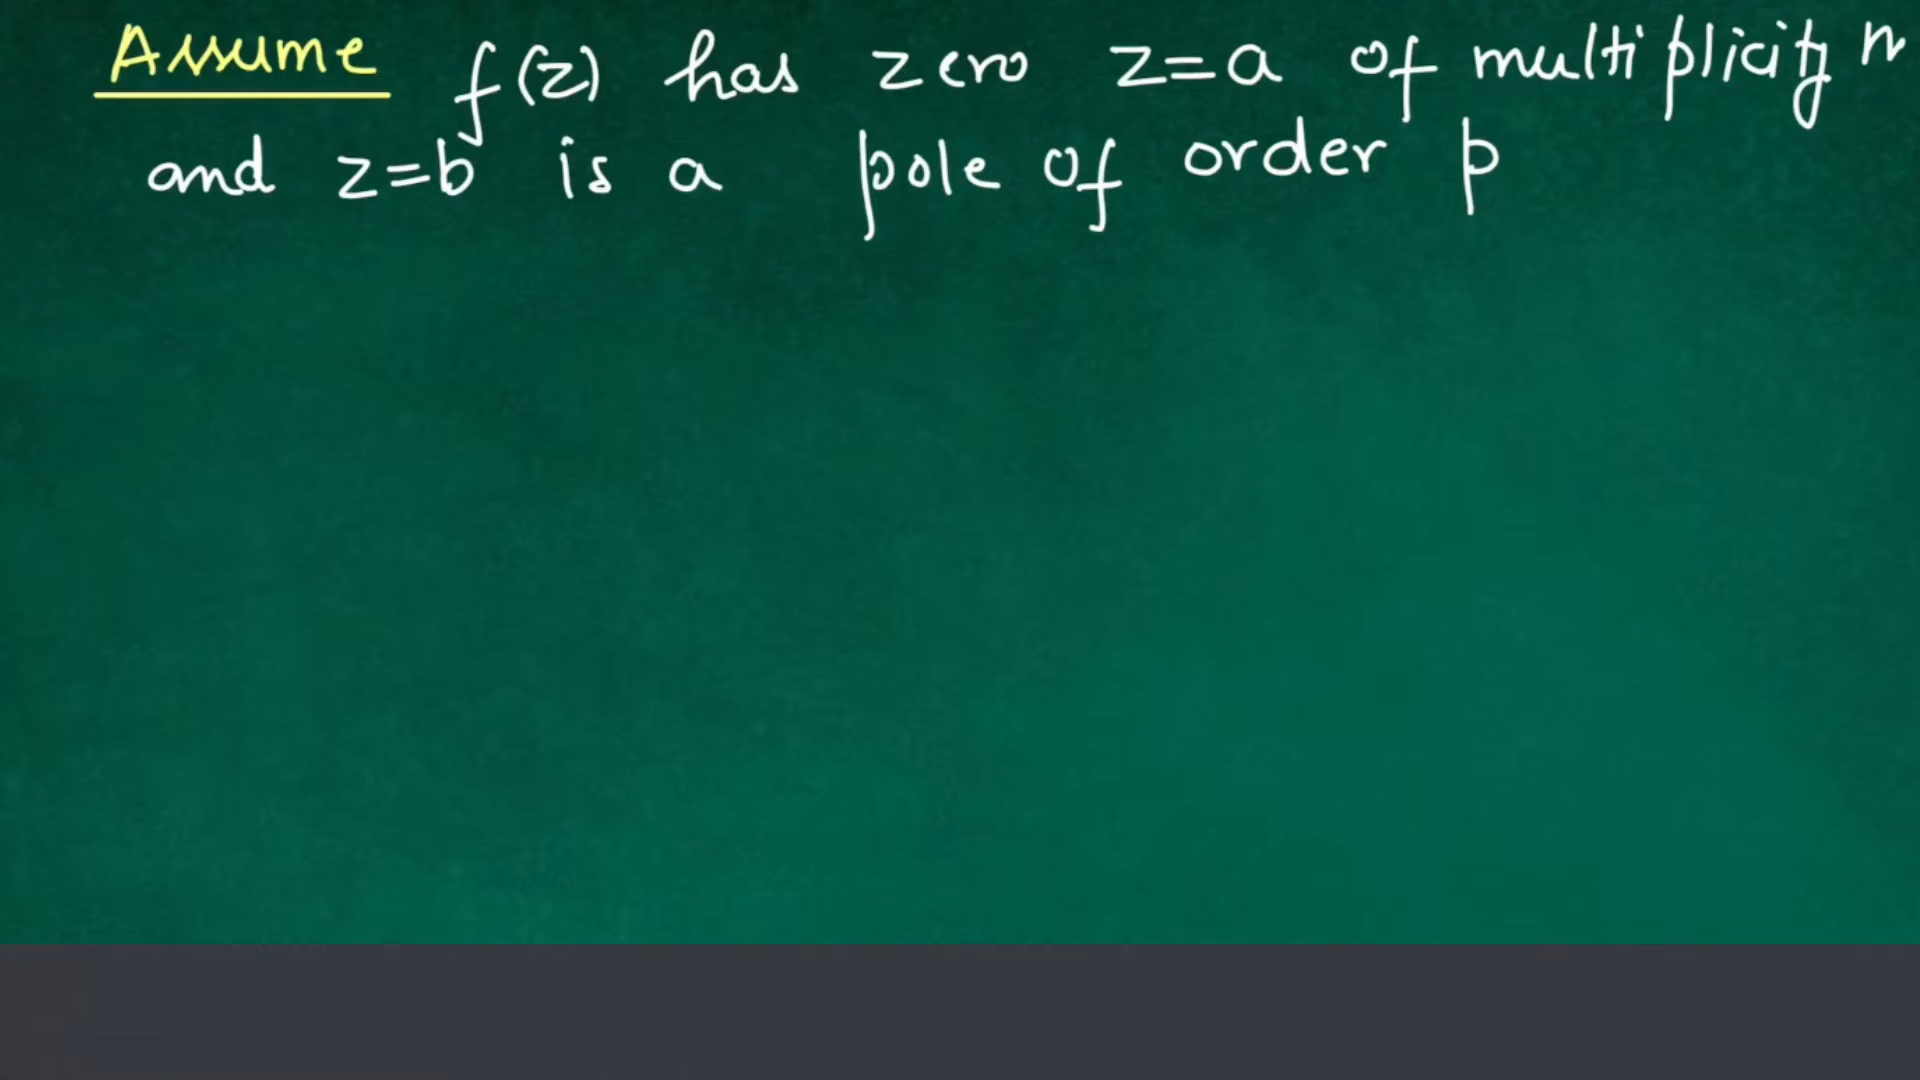 Assume f(z) has zero z=a of multiplicity n
and z=b is a pole of order p